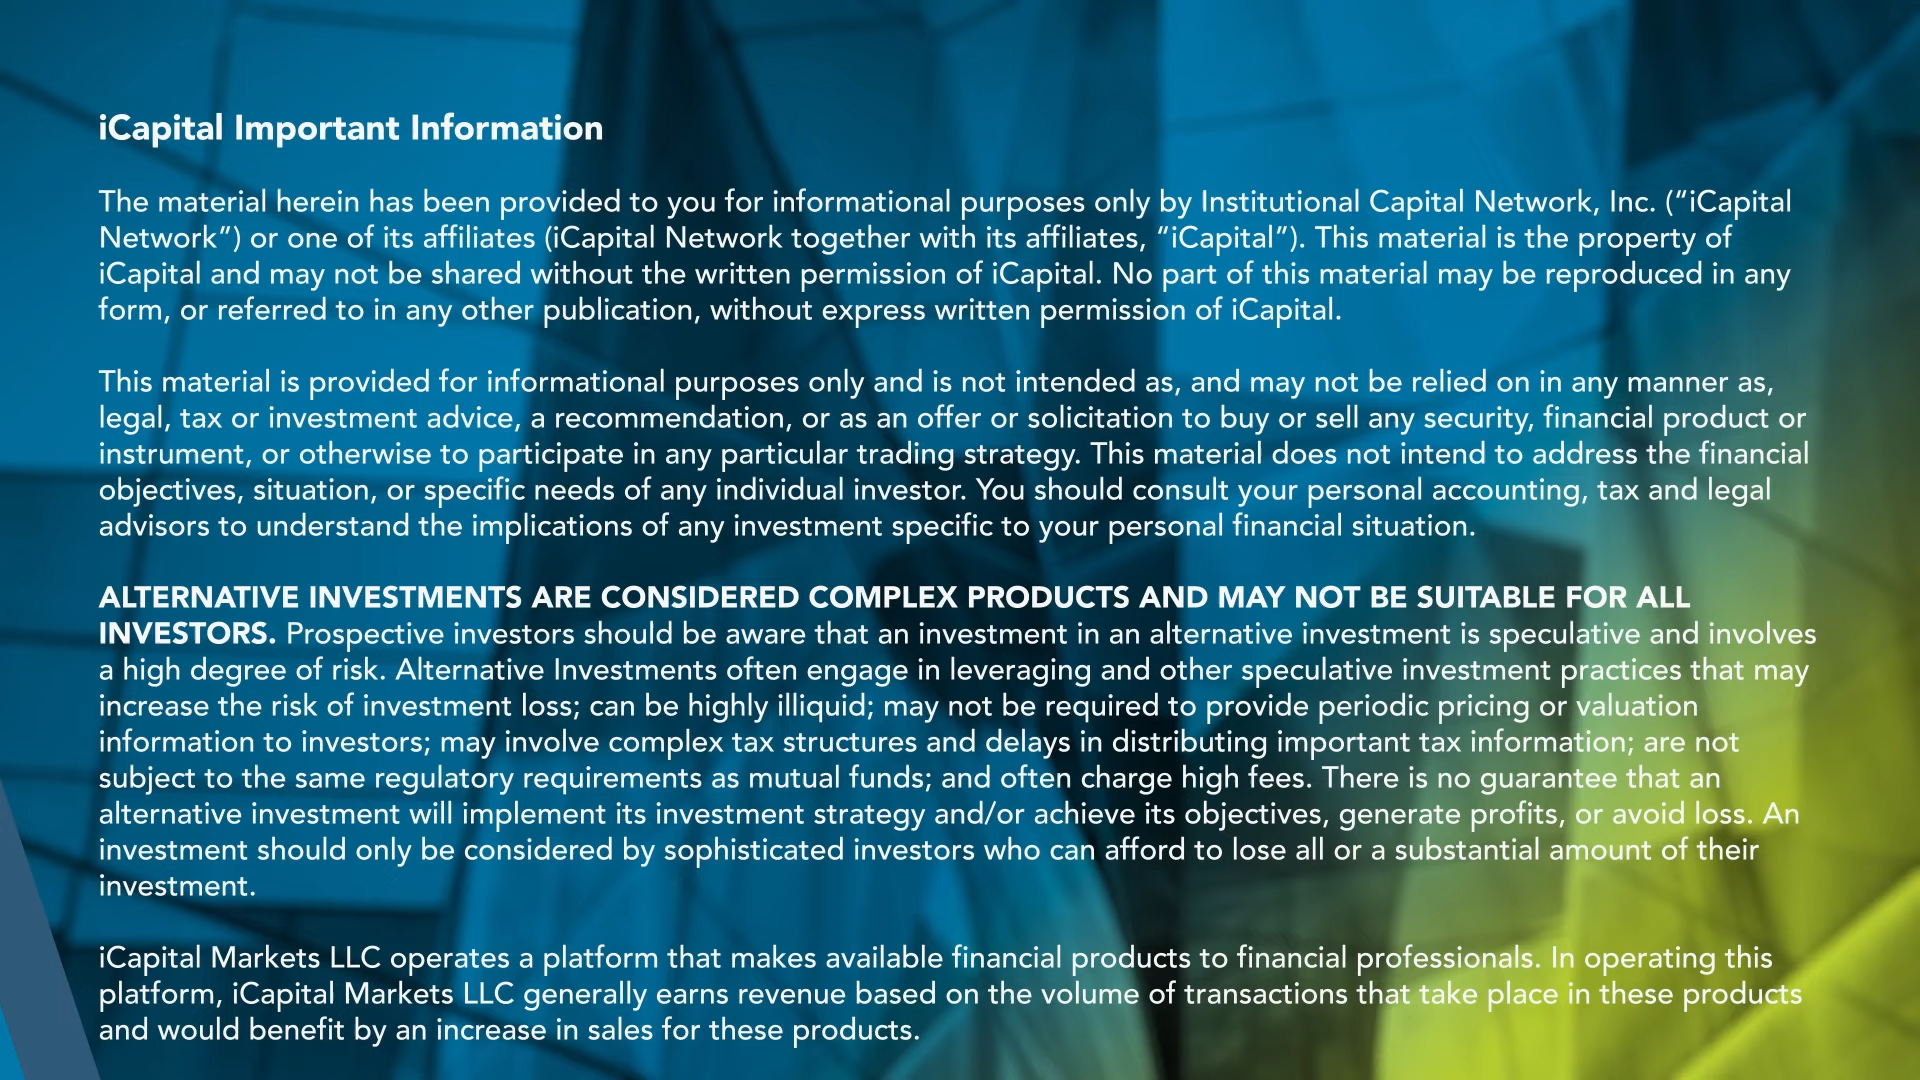 iCapital Important Information
The material herein has been provided to you for informational purposes only by Institutional Capital Network, Inc. (“iCapital
Network”) or one of its affiliates (iCapital Network together with its affiliates, “iCapital”). This material is the property of
iCapital and may not be shared without the written permission of iCapital. No part of this material may be reproduced in any
form, or referred to in any other publication, without express written permission of iCapital.
This material is provided for informational purposes only and is not intended as, and may not be relied on in any manner as,
legal, tax or investment advice, a recommendation, or as an offer or solicitation to buy or sell any security, financial product or
instrument, or otherwise to participate in any particular trading strategy. This material does not intend to address the financial
objectives, situation, or specific needs of any individual investor. You should consult your personal accounting, tax and legal
advisors to understand the implications of any investment specific to your personal financial situation.
ALTERNATIVE INVESTMENTS ARE CONSIDERED COMPLEX PRODUCTS AND MAY NOT BE SUITABLE FOR ALL
INVESTORS. Prospective investors should be aware that an investment in an alternative investment is speculative and involves
a high degree of risk. Alternative Investments often engage in leveraging and other speculative investment practices that may
increase the risk of investment loss; can be highly illiquid; may not be required to provide periodic pricing or valuation
information to investors; may involve complex tax structures and delays in distributing important tax information; are not
subject to the same regulatory requirements as mutual funds; and often charge high fees. There is no guarantee that an
alternative investment will implement its investment strategy and/or achieve its objectives, generate profits, or avoid loss. An
investment should only be considered by sophisticated investors who can afford to lose all or a substantial amount of their
investment.
iCapital Markets LLC operates a platform that makes available financial products to financial professionals. In operating this
platform, iCapital Markets LLC generally earns revenue based on the volume of transactions that take place in these products
and would benefit by an increase in sales for these products.